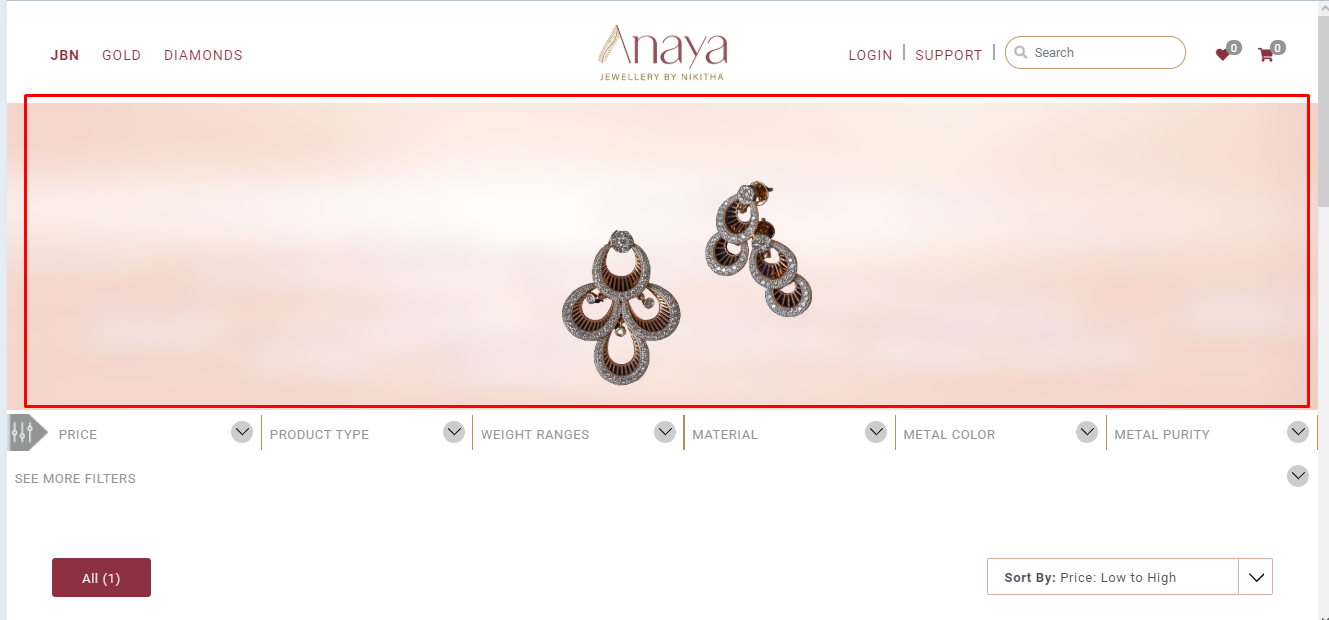 JBN GOLD DIAMONDS
Anaya
JEWELLERY BY NIKITHA
LOGIN | SUPPORT | Search 0 0
PRICE PRODUCT TYPE WEIGHT RANGES MATERIAL METAL COLOR METAL PURITY
SEE MORE FILTERS
All (1) Sort By: Price: Low to High